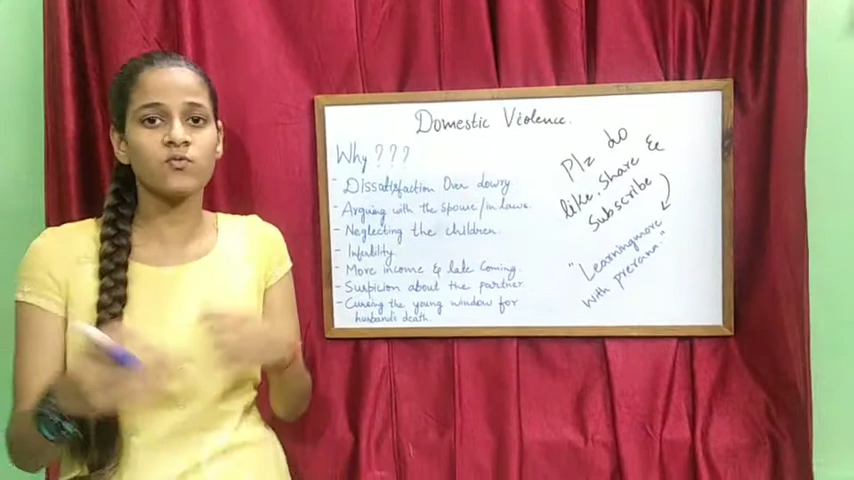 Domestic Violence.
Why ???
- Dissatisfaction Over dowry
- Arguing with the spouse/in laws.
- Neglecting the children.
- Infertility
- More income & late Coming.
- Suspicion about the partner.
- Cursing the young window for
husband's death.
Plz do
like, Share &
Subscribe
"Learning more
with prerana."